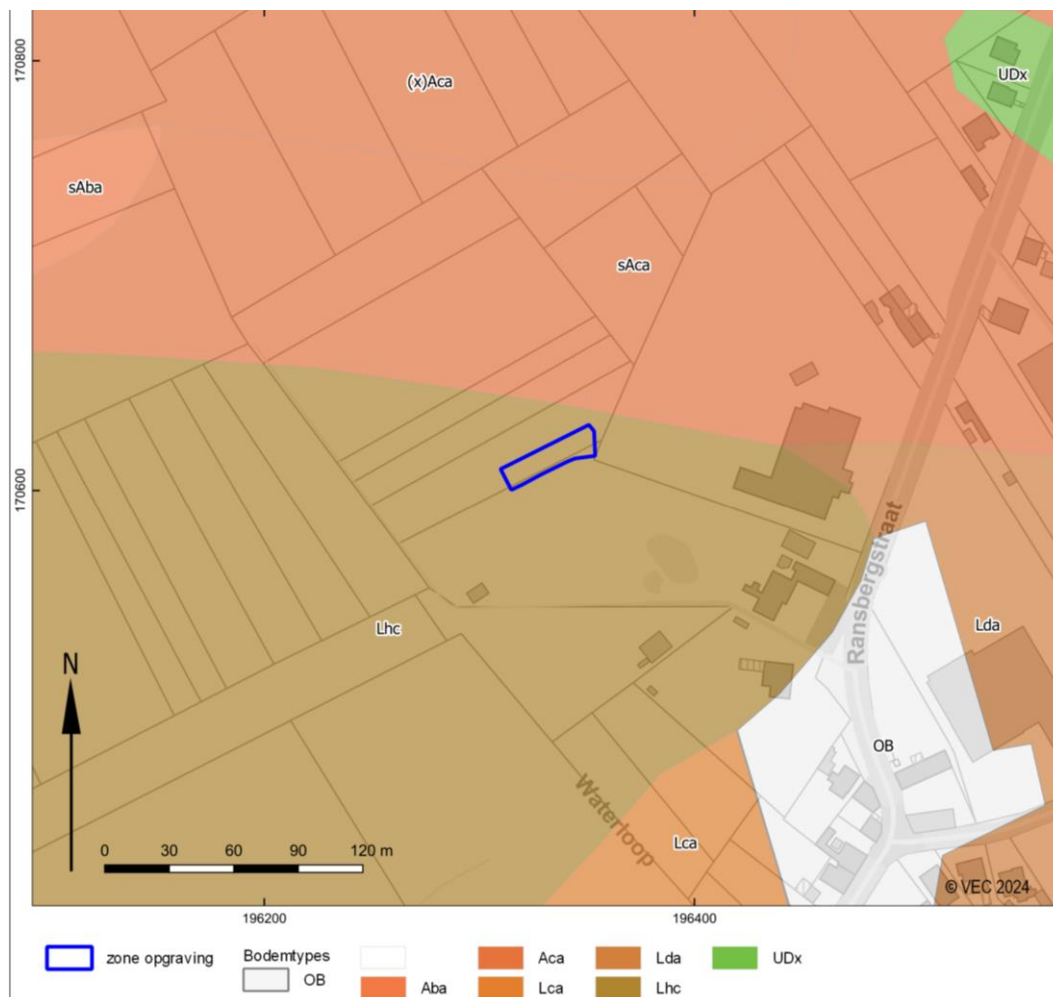 170800
(x)Aca
UDx
sAba
sAca
170600
Ransbergstraat
Lhc
Lda
N
OB
Waterloop
0 30 60 90 120 m
Lca
© VEC 2024
196200 196400
zone opgraving
Bodemtypes
OB
Aba
Aca
Lca
Lda
Lhc
UDx